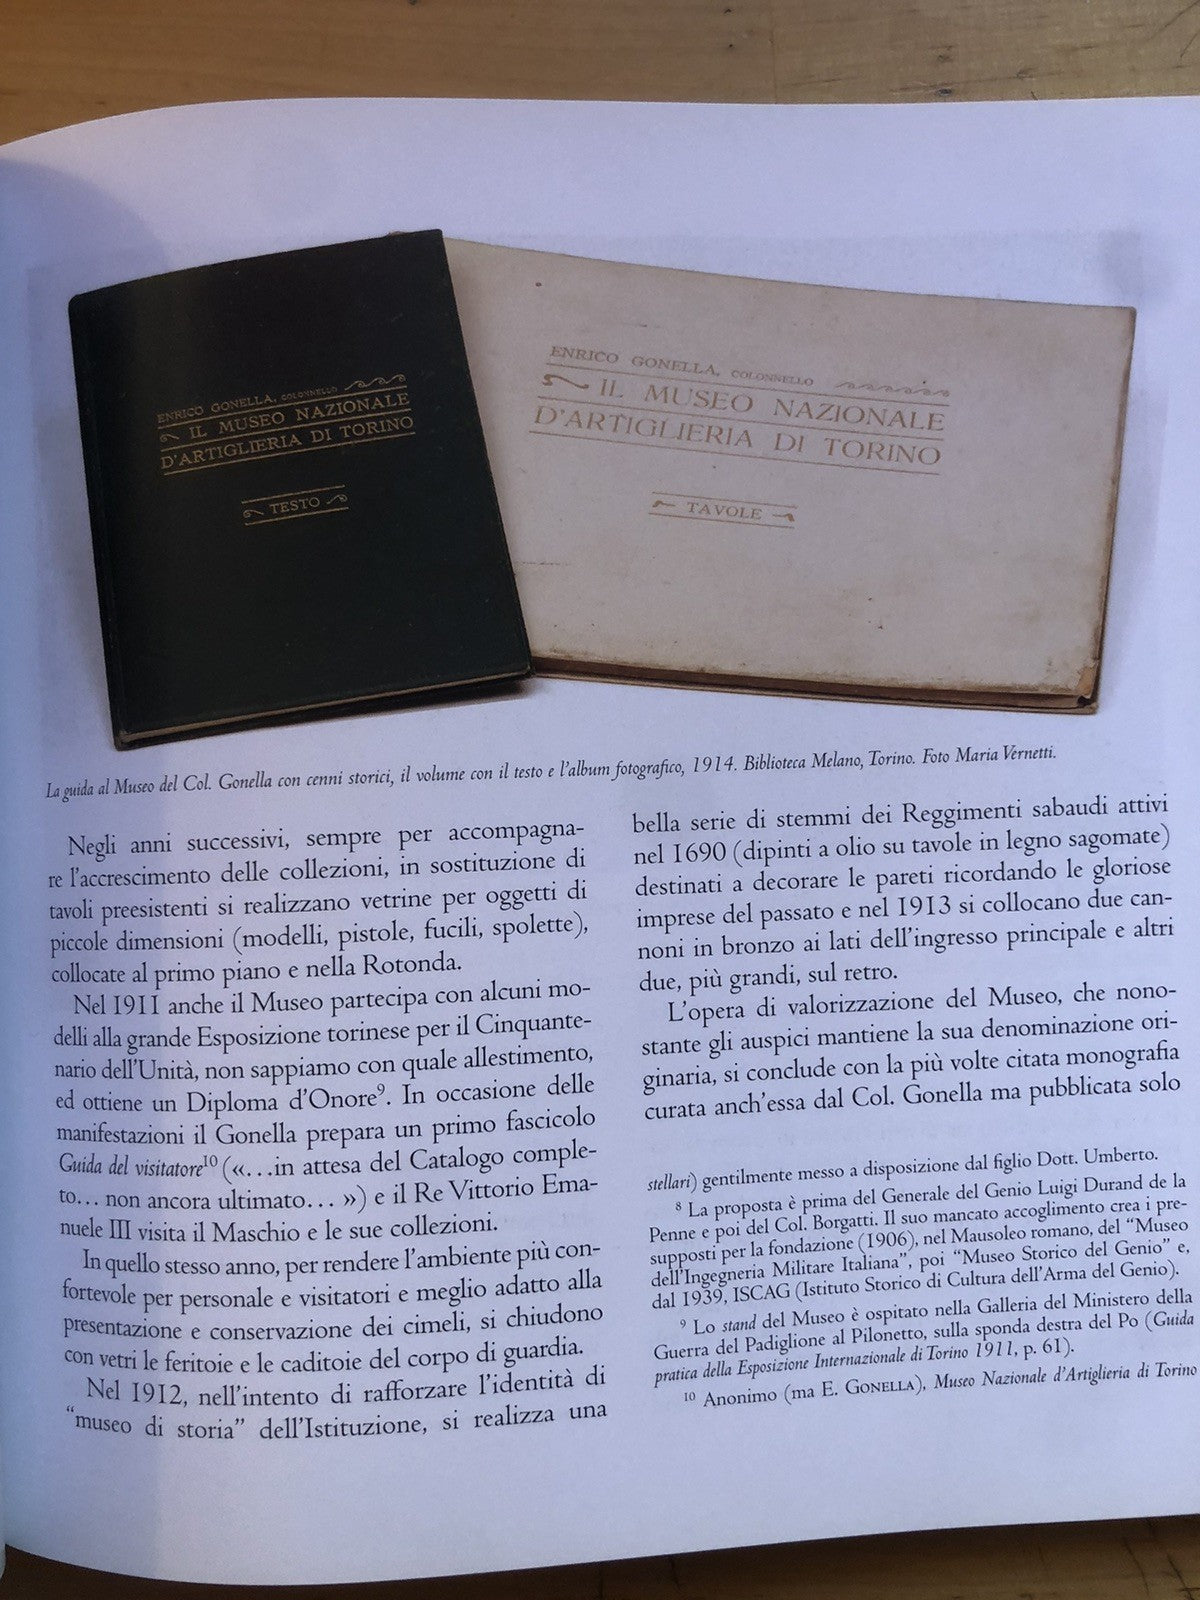 ENRICO GONELLA, COLONNELLO
IL MUSEO NAZIONALE
D'ARTIGLIERIA DI TORINO
TESTO
ENRICO GONELLA, COLONNELLO
IL MUSEO NAZIONALE
D'ARTIGLIERIA DI TORINO
TAVOLE
La guida al Museo del Col. Gonella con cenni storici, il volume con il testo e l'album fotografico, 1914. Biblioteca Melano, Torino. Foto Maria Vernetti.
Negli anni successivi, sempre per accompagna-
re l'accrescimento delle collezioni, in sostituzione di
tavoli preesistenti si realizzano vetrine per oggetti di
piccole dimensioni (modelli, pistole, fucili, spolette),
collocate al primo piano e nella Rotonda.
Nel 1911 anche il Museo partecipa con alcuni mo-
delli alla grande Esposizione torinese per il Cinquante-
nario dell'Unità, non sappiamo con quale allestimento,
ed ottiene un Diploma d'Onore⁹. In occasione delle
manifestazioni il Gonella prepara un primo fascicolo
Guida del visitatore¹⁰ («…in attesa del Catalogo comple-
to… non ancora ultimato… ») e il Re Vittorio Ema-
nuele III visita il Maschio e le sue collezioni.
In quello stesso anno, per rendere l'ambiente più con-
fortevole per personale e visitatori e meglio adatto alla
presentazione e conservazione dei cimeli, si chiudono
con vetri le feritoie e le caditoie del corpo di guardia.
Nel 1912, nell'intento di rafforzare l'identità di
“museo di storia” dell'Istituzione, si realizza una
bella serie di stemmi dei Reggimenti sabaudi attivi
nel 1690 (dipinti a olio su tavole in legno sagomate)
destinati a decorare le pareti ricordando le gloriose
imprese del passato e nel 1913 si collocano due can-
noni in bronzo ai lati dell'ingresso principale e altri
due, più grandi, sul retro.
L'opera di valorizzazione del Museo, che nono-
stante gli auspici mantiene la sua denominazione ori-
ginaria, si conclude con la più volte citata monografia
curata anch'essa dal Col. Gonella ma pubblicata solo
stellari) gentilmente messo a disposizione dal figlio Dott. Umberto.
⁸ La proposta è prima del Generale del Genio Luigi Durand de la
Penne e poi del Col. Borgatti. Il suo mancato accoglimento crea i pre-
supposti per la fondazione (1906), nel Mausoleo romano, del “Museo
dell'Ingegneria Militare Italiana”, poi “Museo Storico del Genio” e,
dal 1939, ISCAG (Istituto Storico di Cultura dell'Arma del Genio).
⁹ Lo stand del Museo è ospitato nella Galleria del Ministero della
Guerra del Padiglione al Pilonetto, sulla sponda destra del Po (Guida
pratica della Esposizione Internazionale di Torino 1911, p. 61).
¹⁰ Anonimo (ma E. GONELLA), Museo Nazionale d'Artiglieria di Torino